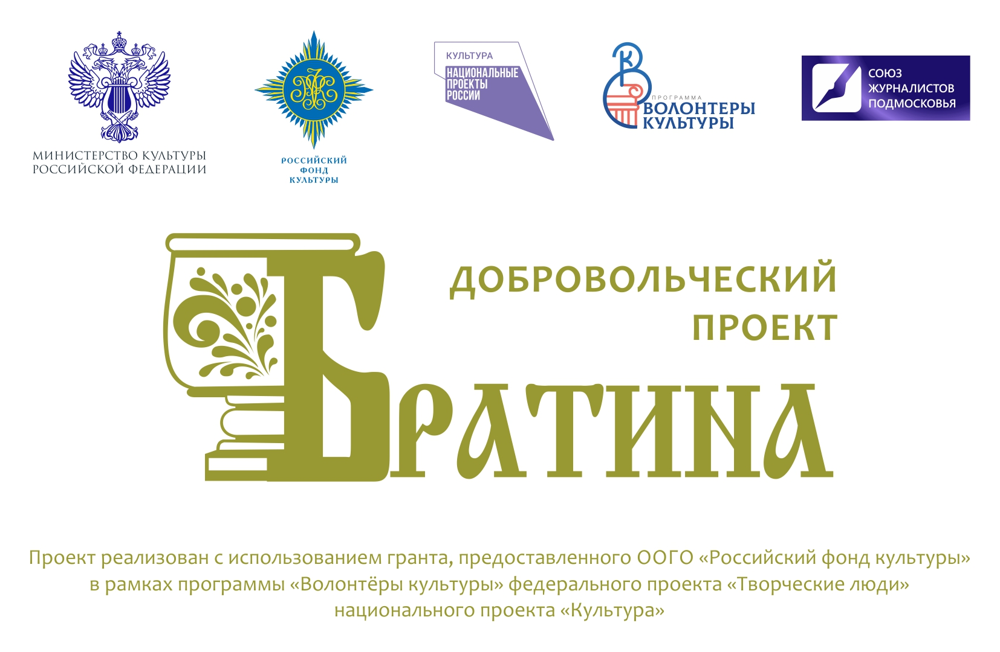 МИНИСТЕРСТВО КУЛЬТУРЫ
РОССИЙСКОЙ ФЕДЕРАЦИИ
РОССИЙСКИЙ
ФОНД
КУЛЬТУРЫ
КУЛЬТУРА
НАЦИОНАЛЬНЫЕ
ПРОЕКТЫ
РОССИИ
ПРОГРАММА
ВОЛОНТЕРЫ
КУЛЬТУРЫ
СОЮЗ
ЖУРНАЛИСТОВ
ПОДМОСКОВЬЯ
ДОБРОВОЛЬЧЕСКИЙ
ПРОЕКТ
БРАТИНА
Проект реализован с использованием гранта, предоставленного ООГО «Российский фонд культуры»
в рамках программы «Волонтёры культуры» федерального проекта «Творческие люди»
национального проекта «Культура»